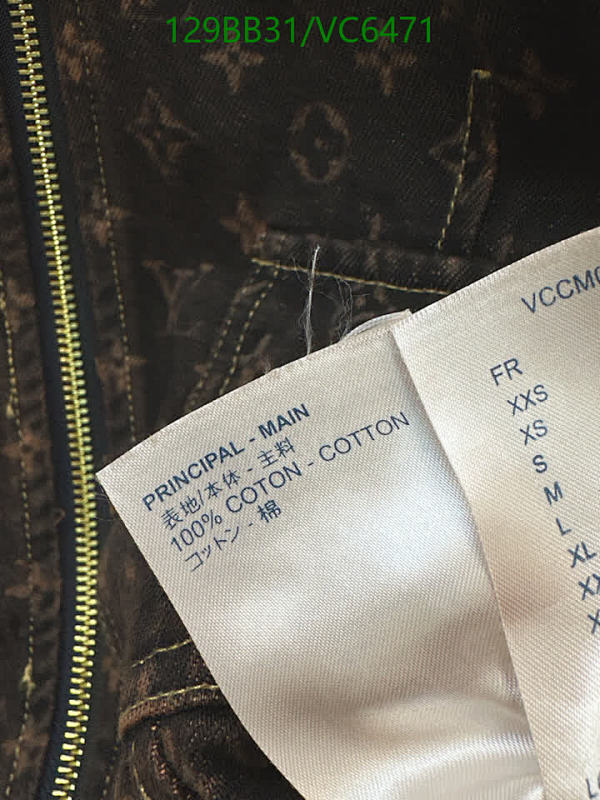 129BB31/VC6471
PRINCIPAL - MAIN
表地/本体 - 主料
100% COTON - COTTON
コットン - 棉
FR
XXS
XS
S
M
L
XL